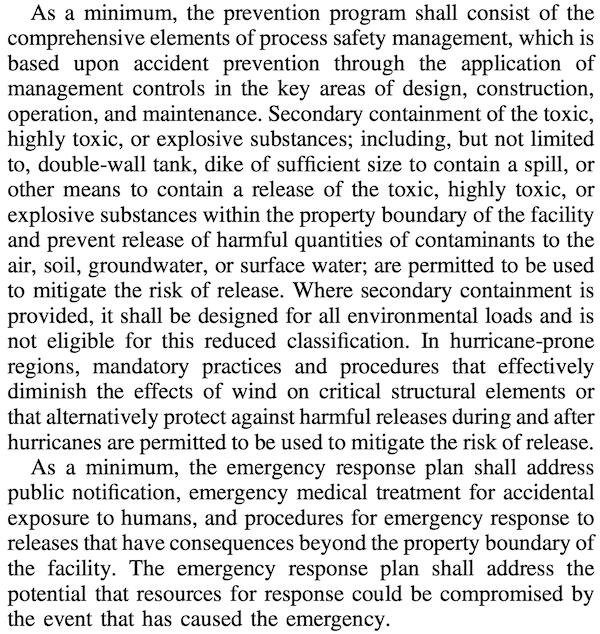 As a minimum, the prevention program shall consist of the
comprehensive elements of process safety management, which is
based upon accident prevention through the application of
management controls in the key areas of design, construction,
operation, and maintenance. Secondary containment of the toxic,
highly toxic, or explosive substances; including, but not limited
to, double-wall tank, dike of sufficient size to contain a spill, or
other means to contain a release of the toxic, highly toxic, or
explosive substances within the property boundary of the facility
and prevent release of harmful quantities of contaminants to the
air, soil, groundwater, or surface water; are permitted to be used
to mitigate the risk of release. Where secondary containment is
provided, it shall be designed for all environmental loads and is
not eligible for this reduced classification. In hurricane-prone
regions, mandatory practices and procedures that effectively
diminish the effects of wind on critical structural elements or
that alternatively protect against harmful releases during and after
hurricanes are permitted to be used to mitigate the risk of release.
As a minimum, the emergency response plan shall address
public notification, emergency medical treatment for accidental
exposure to humans, and procedures for emergency response to
releases that have consequences beyond the property boundary of
the facility. The emergency response plan shall address the
potential that resources for response could be compromised by
the event that has caused the emergency.